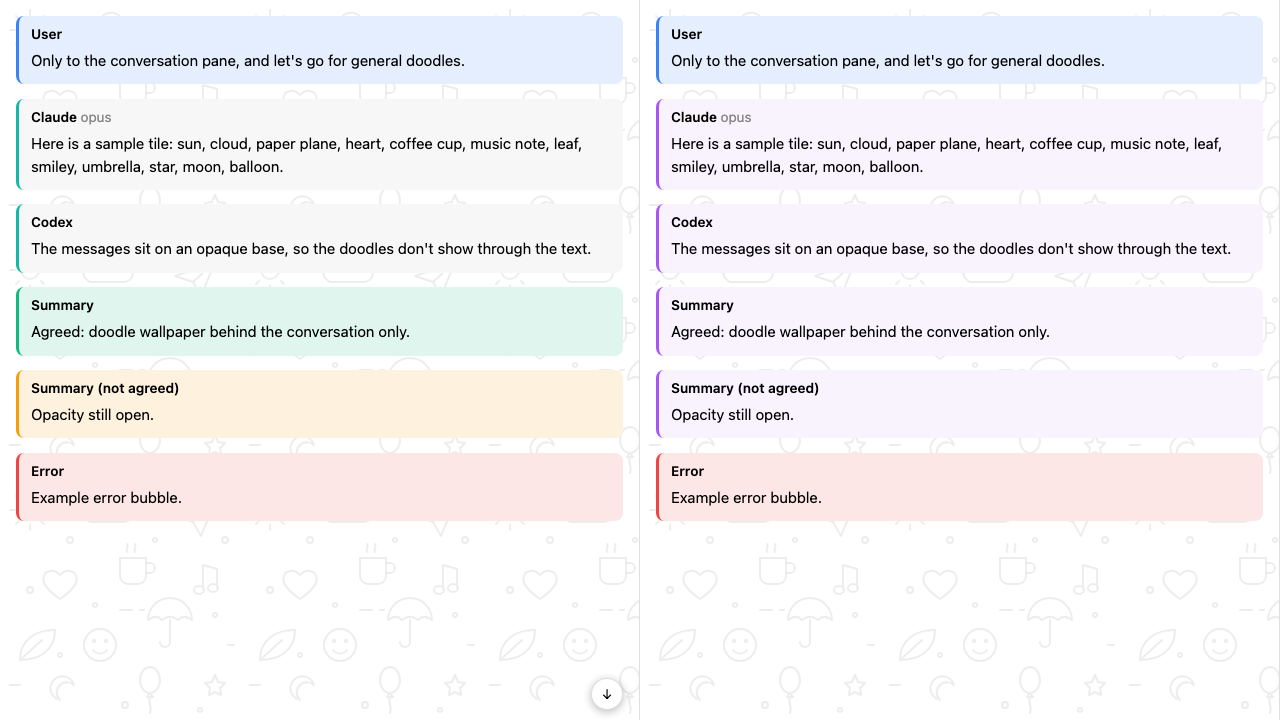 User
Only to the conversation pane, and let's go for general doodles.
Claude opus
Here is a sample tile: sun, cloud, paper plane, heart, coffee cup, music note, leaf,
smiley, umbrella, star, moon, balloon.
Codex
The messages sit on an opaque base, so the doodles don't show through the text.
Summary
Agreed: doodle wallpaper behind the conversation only.
Summary (not agreed)
Opacity still open.
Error
Example error bubble.
User
Only to the conversation pane, and let's go for general doodles.
Claude opus
Here is a sample tile: sun, cloud, paper plane, heart, coffee cup, music note, leaf,
smiley, umbrella, star, moon, balloon.
Codex
The messages sit on an opaque base, so the doodles don't show through the text.
Summary
Agreed: doodle wallpaper behind the conversation only.
Summary (not agreed)
Opacity still open.
Error
Example error bubble.